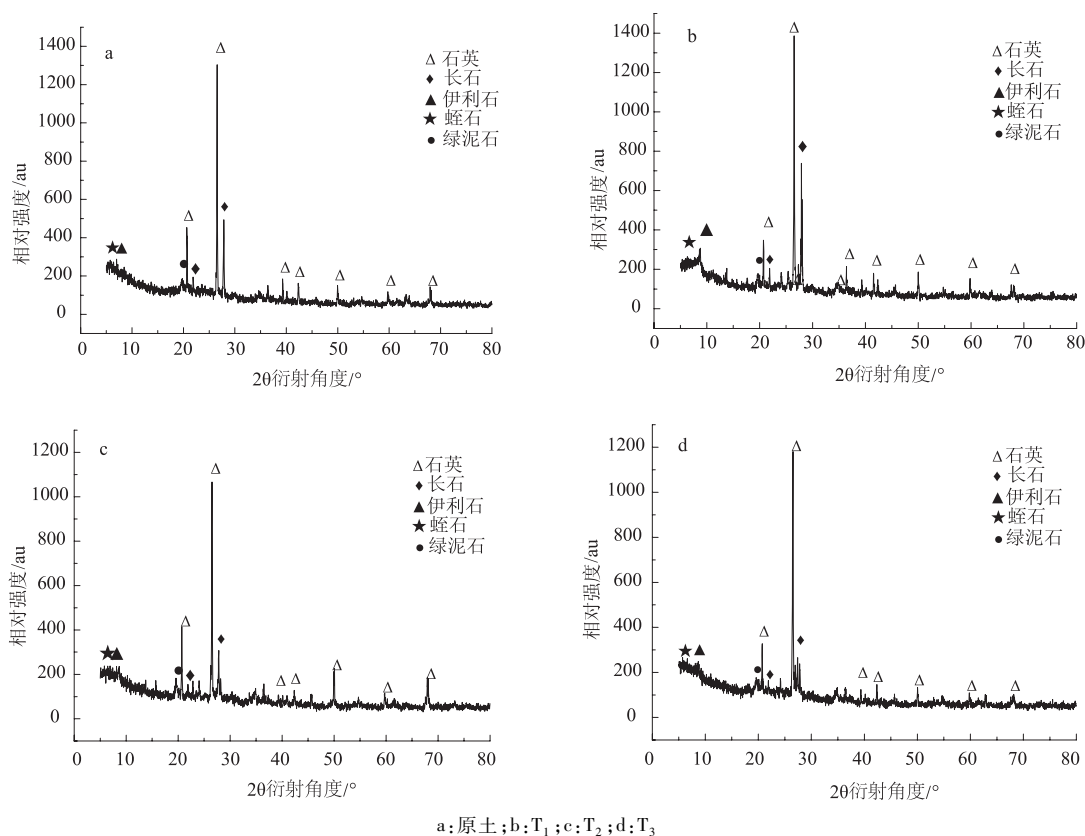 a
△ 石英
◆ 长石
▲ 伊利石
★ 蛭石
● 绿泥石
1400
1200
1000
800
600
400
200
0
相对强度/au
0 10 20 30 40 50 60 70 80
2θ衍射角度/°
b
△ 石英
◆ 长石
▲ 伊利石
★ 蛭石
● 绿泥石
1400
1200
1000
800
600
400
200
0
相对强度/au
0 10 20 30 40 50 60 70 80
2θ衍射角度/°
c
△ 石英
◆ 长石
▲ 伊利石
★ 蛭石
● 绿泥石
1200
1000
800
600
400
200
0
相对强度/au
0 10 20 30 40 50 60 70 80
2θ衍射角度/°
d
△ 石英
◆ 长石
▲ 伊利石
★ 蛭石
● 绿泥石
1200
1000
800
600
400
200
0
相对强度/au
0 10 20 30 40 50 60 70 80
2θ衍射角度/°
a:原土;b:T₁;c:T₂;d:T₃